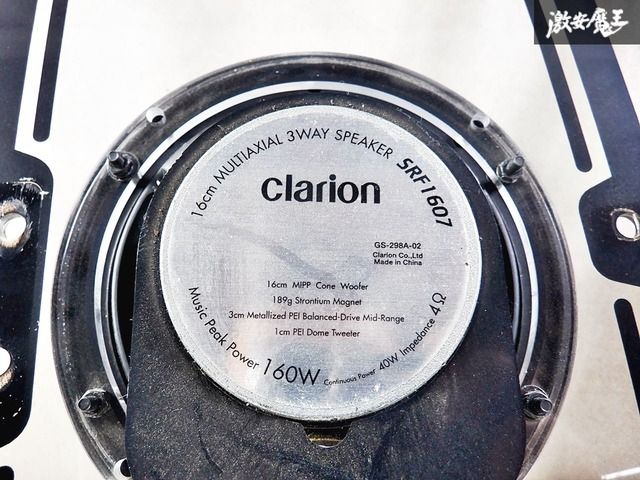 激安魔王
16cm MULTIAXIAL 3WAY SPEAKER SRF1607
clarion
GS-298A-02
Clarion Co.,Ltd
Made in China
16cm MIPP Cone Woofer
189g Strontium Magnet
3cm Metallized PEI Balanced-Drive Mid-Range
1cm PEI Dome Tweeter
Music Peak Power 160W Continuous Power 40W Impedance 4Ω